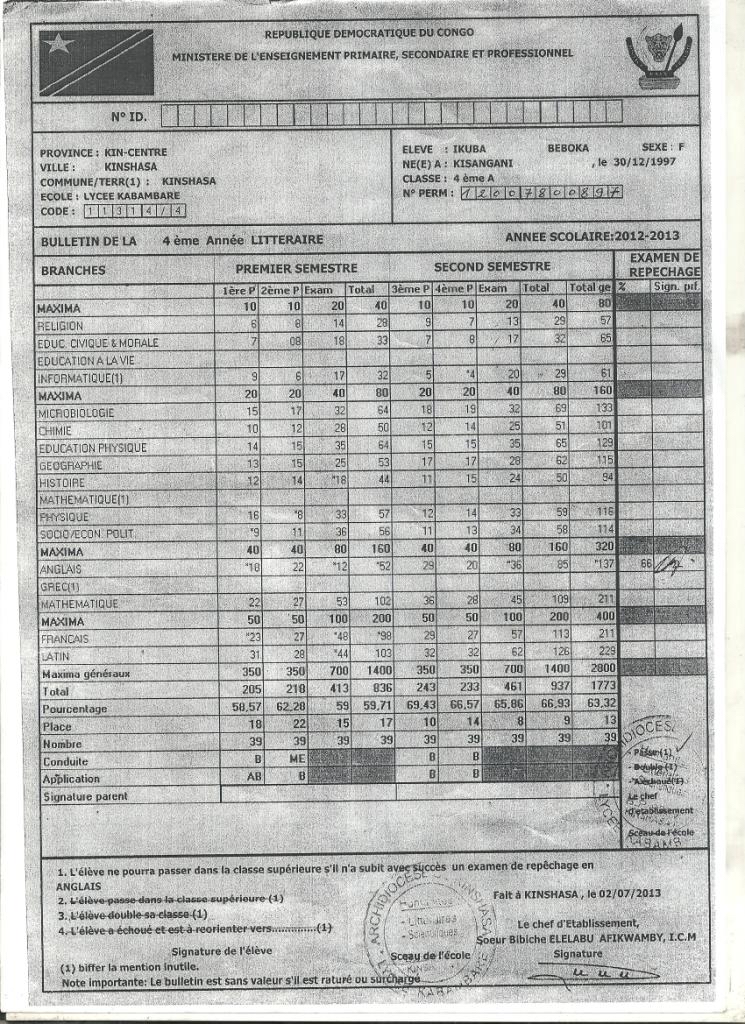 REPUBLIQUE DEMOCRATIQUE DU CONGO
MINISTERE DE L'ENSEIGNEMENT PRIMAIRE, SECONDAIRE ET PROFESSIONNEL
N° ID.
PROVINCE : KIN-CENTRE
VILLE : KINSHASA
COMMUNE/TERR(1) : KINSHASA
ECOLE : LYCEE KABAMBARE
CODE : 11314/4
ELEVE : IKUBA BEBOKA SEXE : F
NE(E) A : KISANGANI , le 30/12/1997
CLASSE : 4 ème A
N° PERM : 12007800897
BULLETIN DE LA 4 ème Année LITTERAIRE ANNEE SCOLAIRE:2012-2013
BRANCHES PREMIER SEMESTRE SECOND SEMESTRE EXAMEN DE REPECHAGE
1ère P 2ème P Exam Total 3ème P 4ème P Exam Total Total ge % Sign. prf.
MAXIMA 10 10 20 40 10 10 20 40 80
RELIGION 6 8 14 28 9 7 13 29 57
EDUC. CIVIQUE & MORALE 7 08 18 33 7 8 17 32 65
EDUCATION A LA VIE
INFORMATIQUE(1) 9 6 17 32 5 *4 20 29 61
MAXIMA 20 20 40 80 20 20 40 80 160
MICROBIOLOGIE 15 17 32 64 18 19 32 69 133
CHIMIE 10 12 28 50 12 14 25 51 101
EDUCATION PHYSIQUE 14 15 35 64 15 15 35 65 129
GEOGRAPHIE 13 15 25 53 17 17 28 62 115
HISTOIRE 12 14 *18 44 11 15 24 50 94
MATHEMATIQUE(1)
PHYSIQUE 16 *8 33 57 12 14 33 59 116
SOCIO/ECON. POLIT. *9 11 36 56 11 13 34 58 114
MAXIMA 40 40 80 160 40 40 80 160 320
ANGLAIS *18 22 *12 *52 29 20 *36 85 *137 66
GREC(1)
MATHEMATIQUE 22 27 53 102 36 28 45 109 211
MAXIMA 50 50 100 200 50 50 100 200 400
FRANCAIS *23 27 *48 *98 29 27 57 113 211
LATIN 31 28 *44 103 32 32 62 126 229
Maxima généraux 350 350 700 1400 350 350 700 1400 2800
Total 205 218 413 836 243 233 461 937 1773
Pourcentage 58,57 62,28 59 59,71 69,43 66,57 65,86 66,93 63,32
Place 18 22 15 17 10 14 8 9 13
Nombre 39 39 39 39 39 39 39 39 39
Conduite B ME B B
Application AB B B B
Signature parent
- Passe (1)
- Double (1)
- A échoué(1)
Le chef
d'établissement
Sceau de l'école
1. L'élève ne pourra passer dans la classe supérieure s'il n'a subit avec succès un examen de repêchage en
ANGLAIS
2. L'élève passe dans la classe supérieure (1)
3. L'élève double sa classe (1)
4. L'élève a échoué et est à reorienter vers..............(1)
Fait à KINSHASA , le 02/07/2013
Le chef d'Etablissement,
Soeur Bibiche ELELABU AFIKWAMBY, I.C.M
Signature de l'élève Sceau de l'école Signature
(1) biffer la mention inutile.
Note importante: Le bulletin est sans valeur s'il est raturé ou surchargé
ARCHIDIOCESE KINSHASA